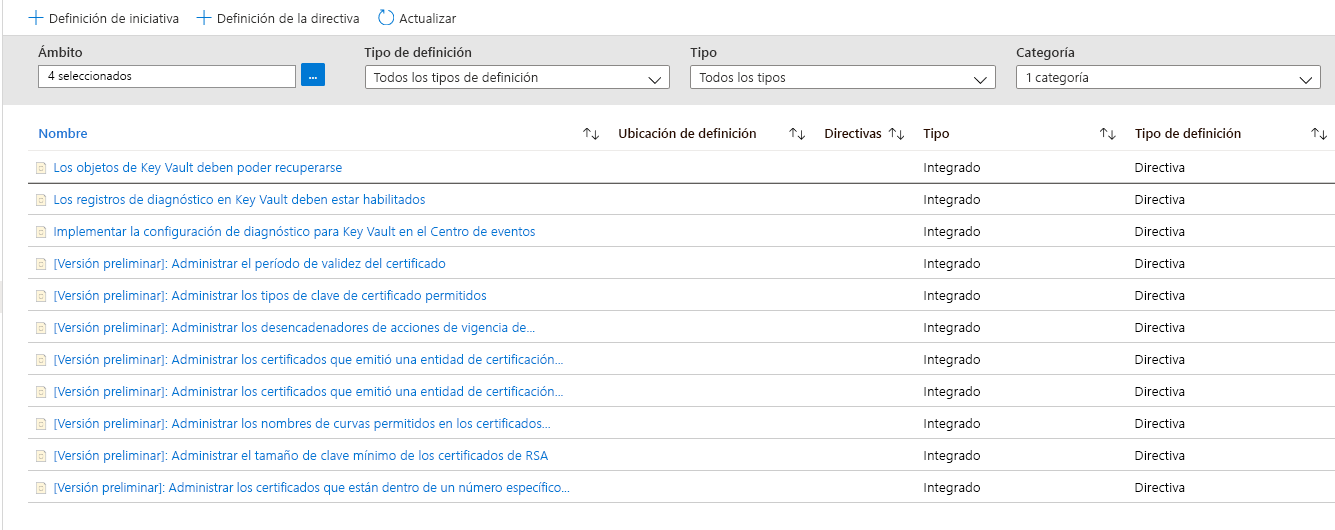 Definición de iniciativa Definición de la directiva Actualizar
Ámbito Tipo de definición Tipo Categoría
4 seleccionados ... Todos los tipos de definición Todos los tipos 1 categoría
Nombre Ubicación de definición Directivas Tipo Tipo de definición
Los objetos de Key Vault deben poder recuperarse Integrado Directiva
Los registros de diagnóstico en Key Vault deben estar habilitados Integrado Directiva
Implementar la configuración de diagnóstico para Key Vault en el Centro de eventos Integrado Directiva
[Versión preliminar]: Administrar el período de validez del certificado Integrado Directiva
[Versión preliminar]: Administrar los tipos de clave de certificado permitidos Integrado Directiva
[Versión preliminar]: Administrar los desencadenadores de acciones de vigencia de... Integrado Directiva
[Versión preliminar]: Administrar los certificados que emitió una entidad de certificación... Integrado Directiva
[Versión preliminar]: Administrar los certificados que emitió una entidad de certificación... Integrado Directiva
[Versión preliminar]: Administrar los nombres de curvas permitidos en los certificados... Integrado Directiva
[Versión preliminar]: Administrar el tamaño de clave mínimo de los certificados de RSA Integrado Directiva
[Versión preliminar]: Administrar los certificados que están dentro de un número específico... Integrado Directiva